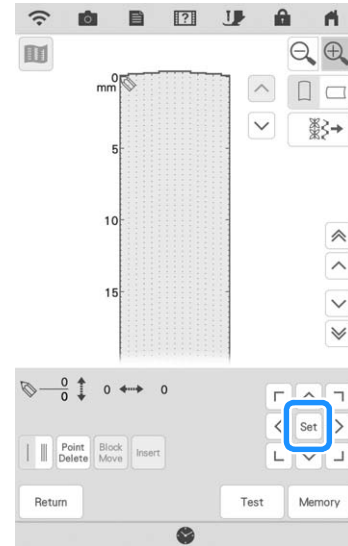 0
mm
5
10
15
0
0
0
0
Set
Point
Delete
Block
Move
Insert
Return
Test
Memory